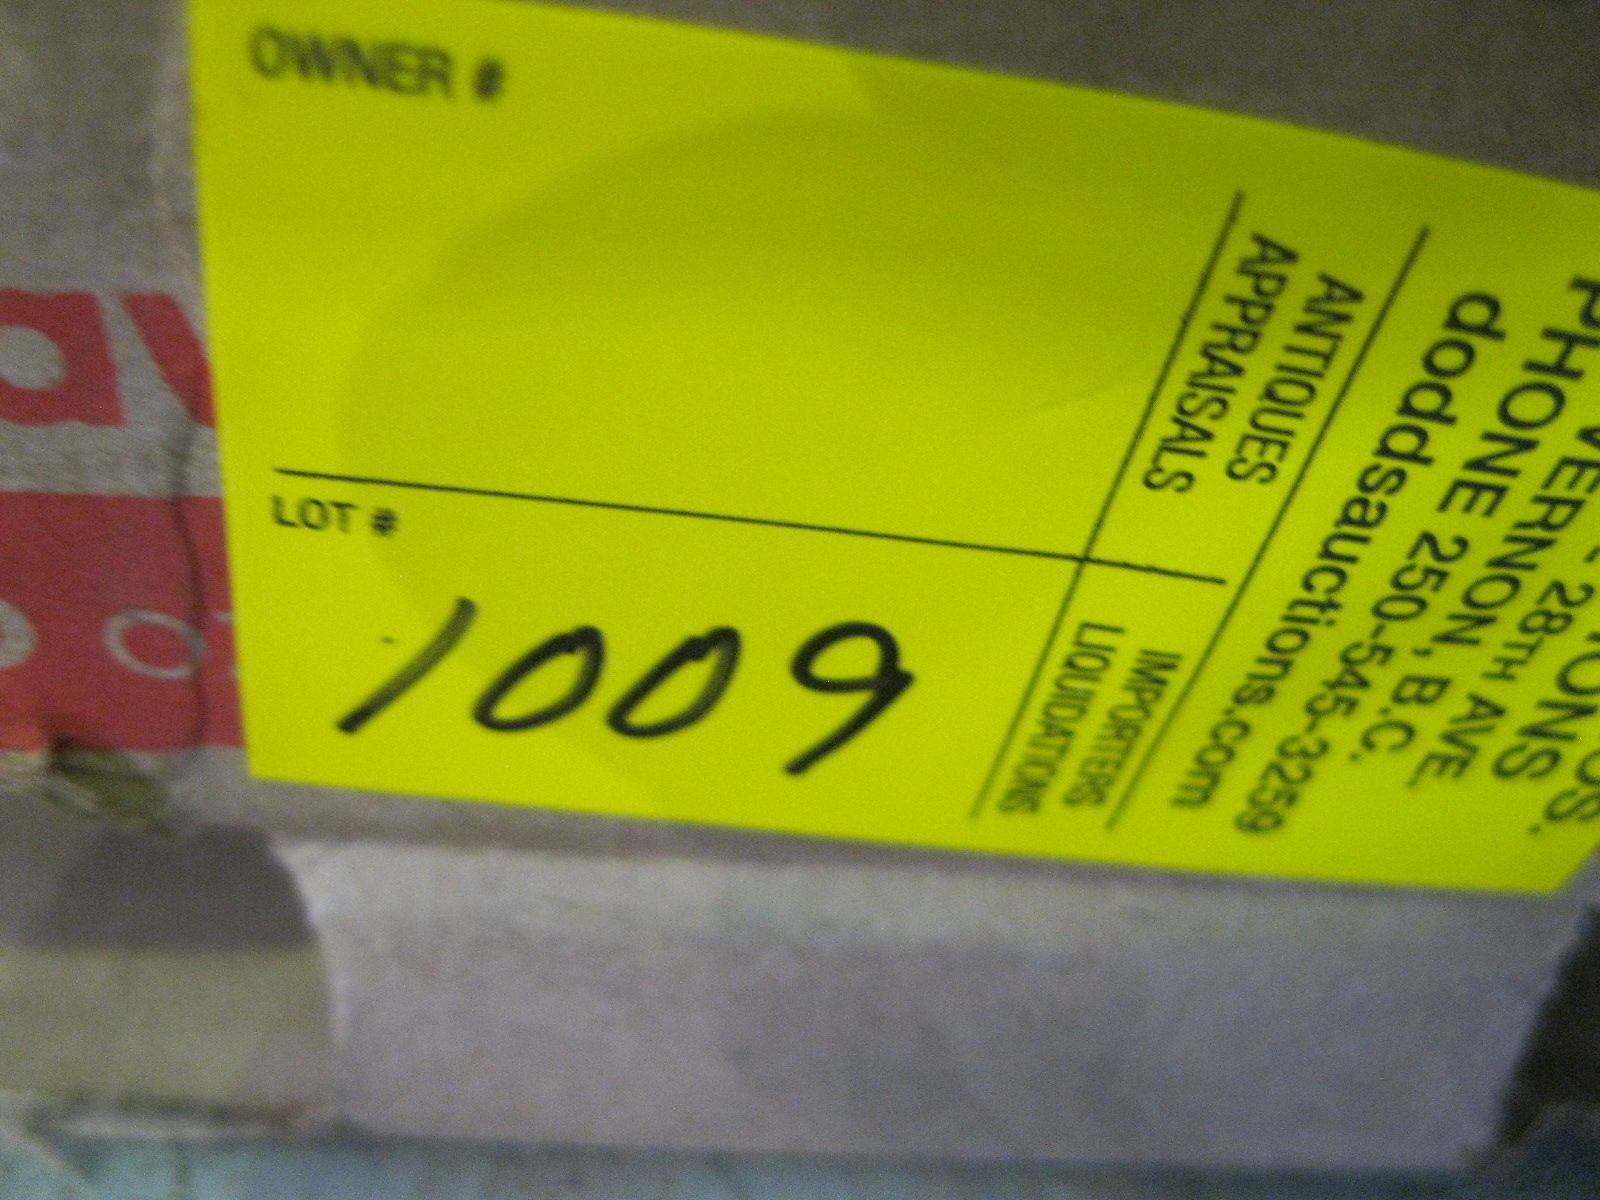 OWNER #
LOT #
1009
28TH AVE.
VERNON, B.C.
PHONE 250-545-3259
doddsauctions.com
ANTIQUES
APPRAISALS
IMPORTERS
LIQUIDATIONS